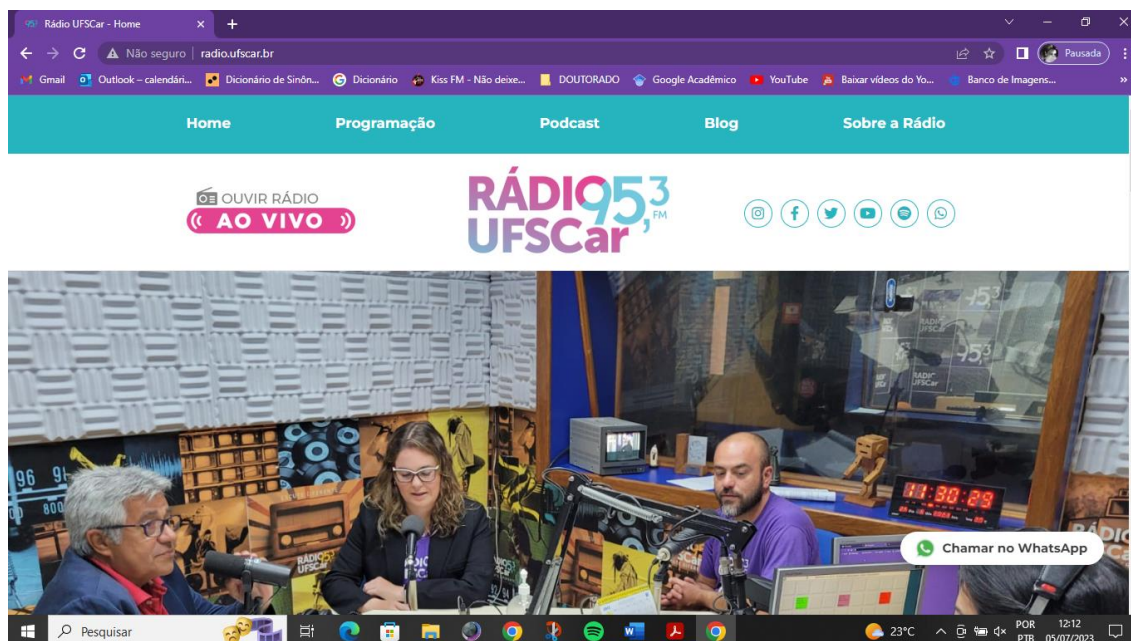 Rádio UFSCar - Home
Não seguro | radio.ufscar.br
Pausada
Gmail Outlook – calendári... Dicionário de Sinôn... Dicionário Kiss FM - Não deixe... DOUTORADO Google Acadêmico YouTube Baixar vídeos do Yo... Banco de Imagens... »
Home Programação Podcast Blog Sobre a Rádio
OUVIR RÁDIO
AO VIVO
RÁDIO 95,3 FM
UFSCar
11:30:29
Chamar no WhatsApp
Pesquisar
23°C
POR
PTB
12:12
05/07/2023